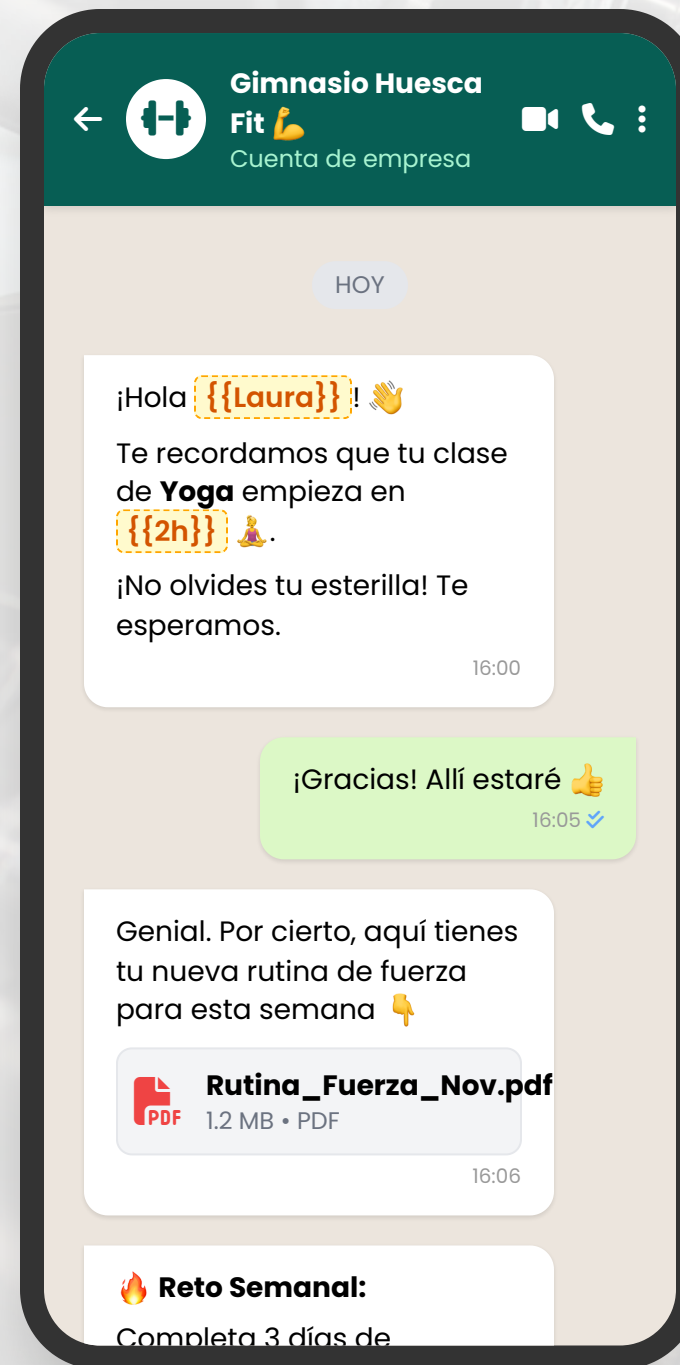 Gimnasio Huesca
Fit 💪
Cuenta de empresa
HOY
¡Hola {{Laura}}! 👋
Te recordamos que tu clase
de Yoga empieza en
{{2h}} 🧘‍♀️.
¡No olvides tu esterilla! Te
esperamos.
16:00
¡Gracias! Allí estaré 👍
16:05
Genial. Por cierto, aquí tienes
tu nueva rutina de fuerza
para esta semana 👇
PDF
Rutina_Fuerza_Nov.pdf
1.2 MB • PDF
16:06
🔥 Reto Semanal:
Completa 3 días de